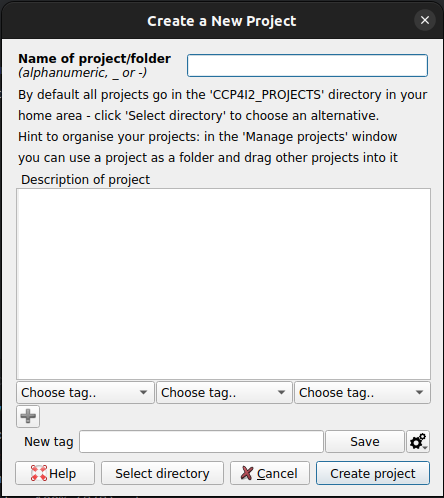 Create a New Project
Name of project/folder
(alphanumeric, _ or -)
By default all projects go in the 'CCP4I2_PROJECTS' directory in your
home area - click 'Select directory' to choose an alternative.
Hint to organise your projects: in the 'Manage projects' window
you can use a project as a folder and drag other projects into it
Description of project
Choose tag.. Choose tag.. Choose tag..
New tag Save
Help Select directory Cancel Create project